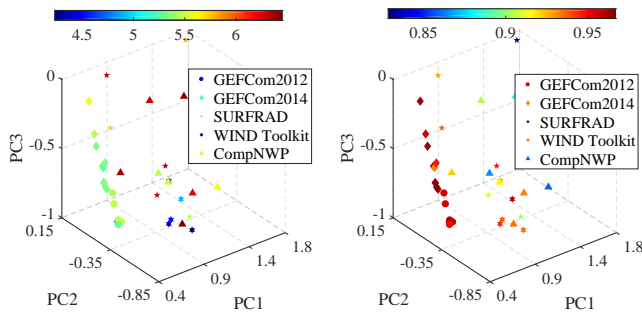 4.5 5 5.5 6
0
-0.5
-1
PC3
0.15
-0.35
-0.85
PC2
0.4
0.9
1.4
1.8
PC1
GEFCom2012
GEFCom2014
SURFRAD
WIND Toolkit
CompNWP
0.85 0.9 0.95
0
-0.5
-1
PC3
0.15
-0.35
-0.85
PC2
0.4
0.9
1.4
1.8
PC1
GEFCom2012
GEFCom2014
SURFRAD
WIND Toolkit
CompNWP